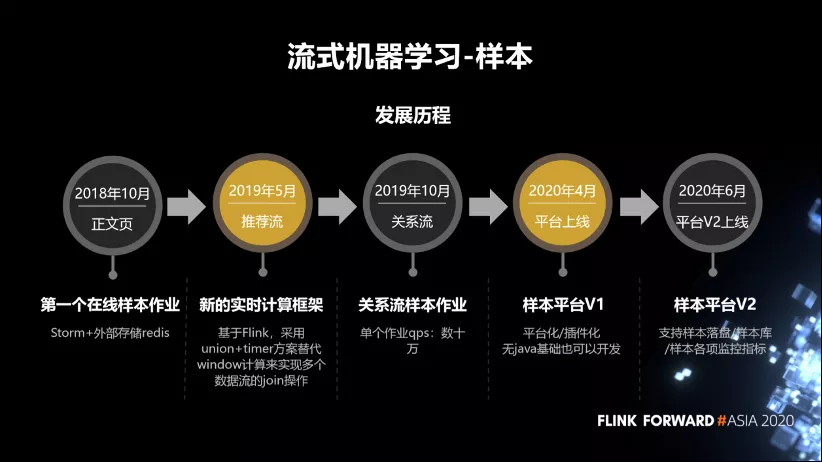 流式机器学习-样本
发展历程
2018年10月
正文页
2019年5月
推荐流
2019年10月
关系流
2020年4月
平台上线
2020年6月
平台V2上线
第一个在线样本作业
Storm+外部存储redis
新的实时计算框架
基于Flink，采用
union+timer方案替代
window计算来实现多个
数据流的join操作
关系流样本作业
单个作业qps：数十
万
样本平台V1
平台化/插件化
无java基础也可以开发
样本平台V2
支持样本落盘/样本库
/样本各项监控指标
FLINK FORWARD #ASIA 2020